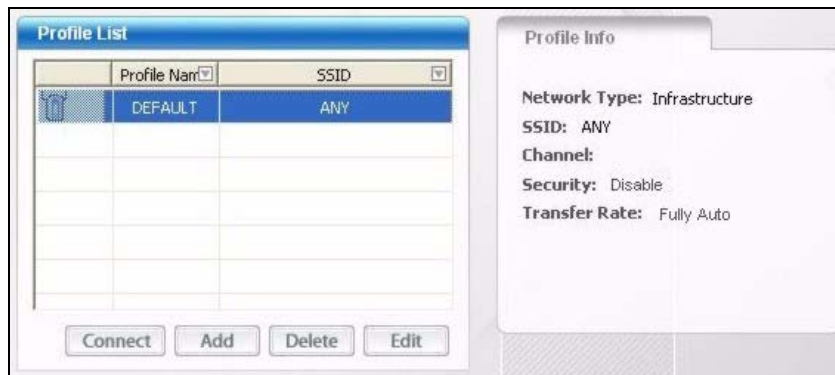 Profile List
Profile Nam SSID
DEFAULT ANY
Connect Add Delete Edit
Profile Info
Network Type: Infrastructure
SSID: ANY
Channel:
Security: Disable
Transfer Rate: Fully Auto